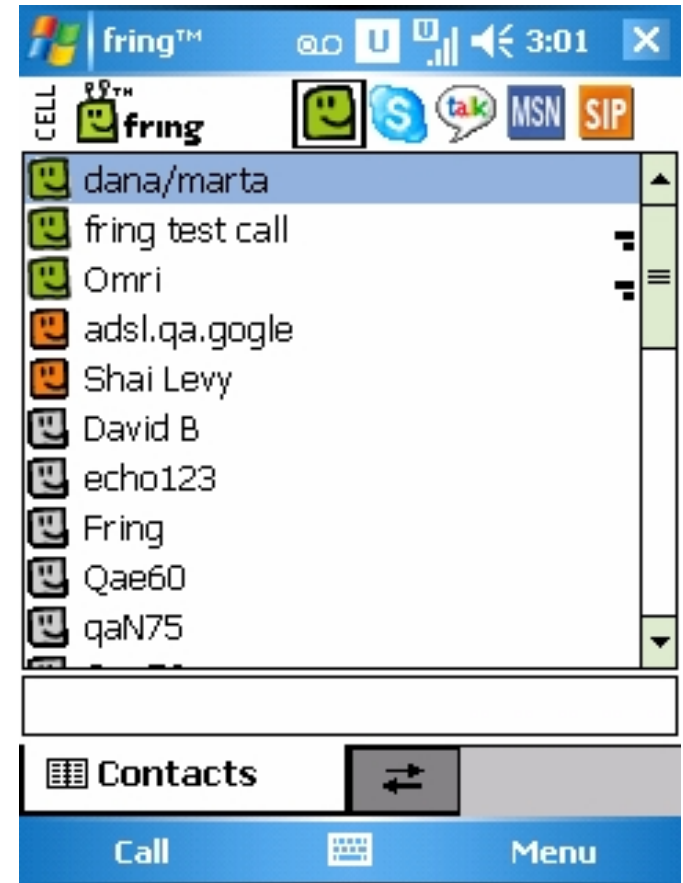 fring™ U U 3:01
CELL fring TM S talk MSN SIP
dana/marta
fring test call
Omri
adsl.qa.gogle
Shai Levy
David B
echo123
Fring
Qae60
qaN75
Contacts
Call Menu